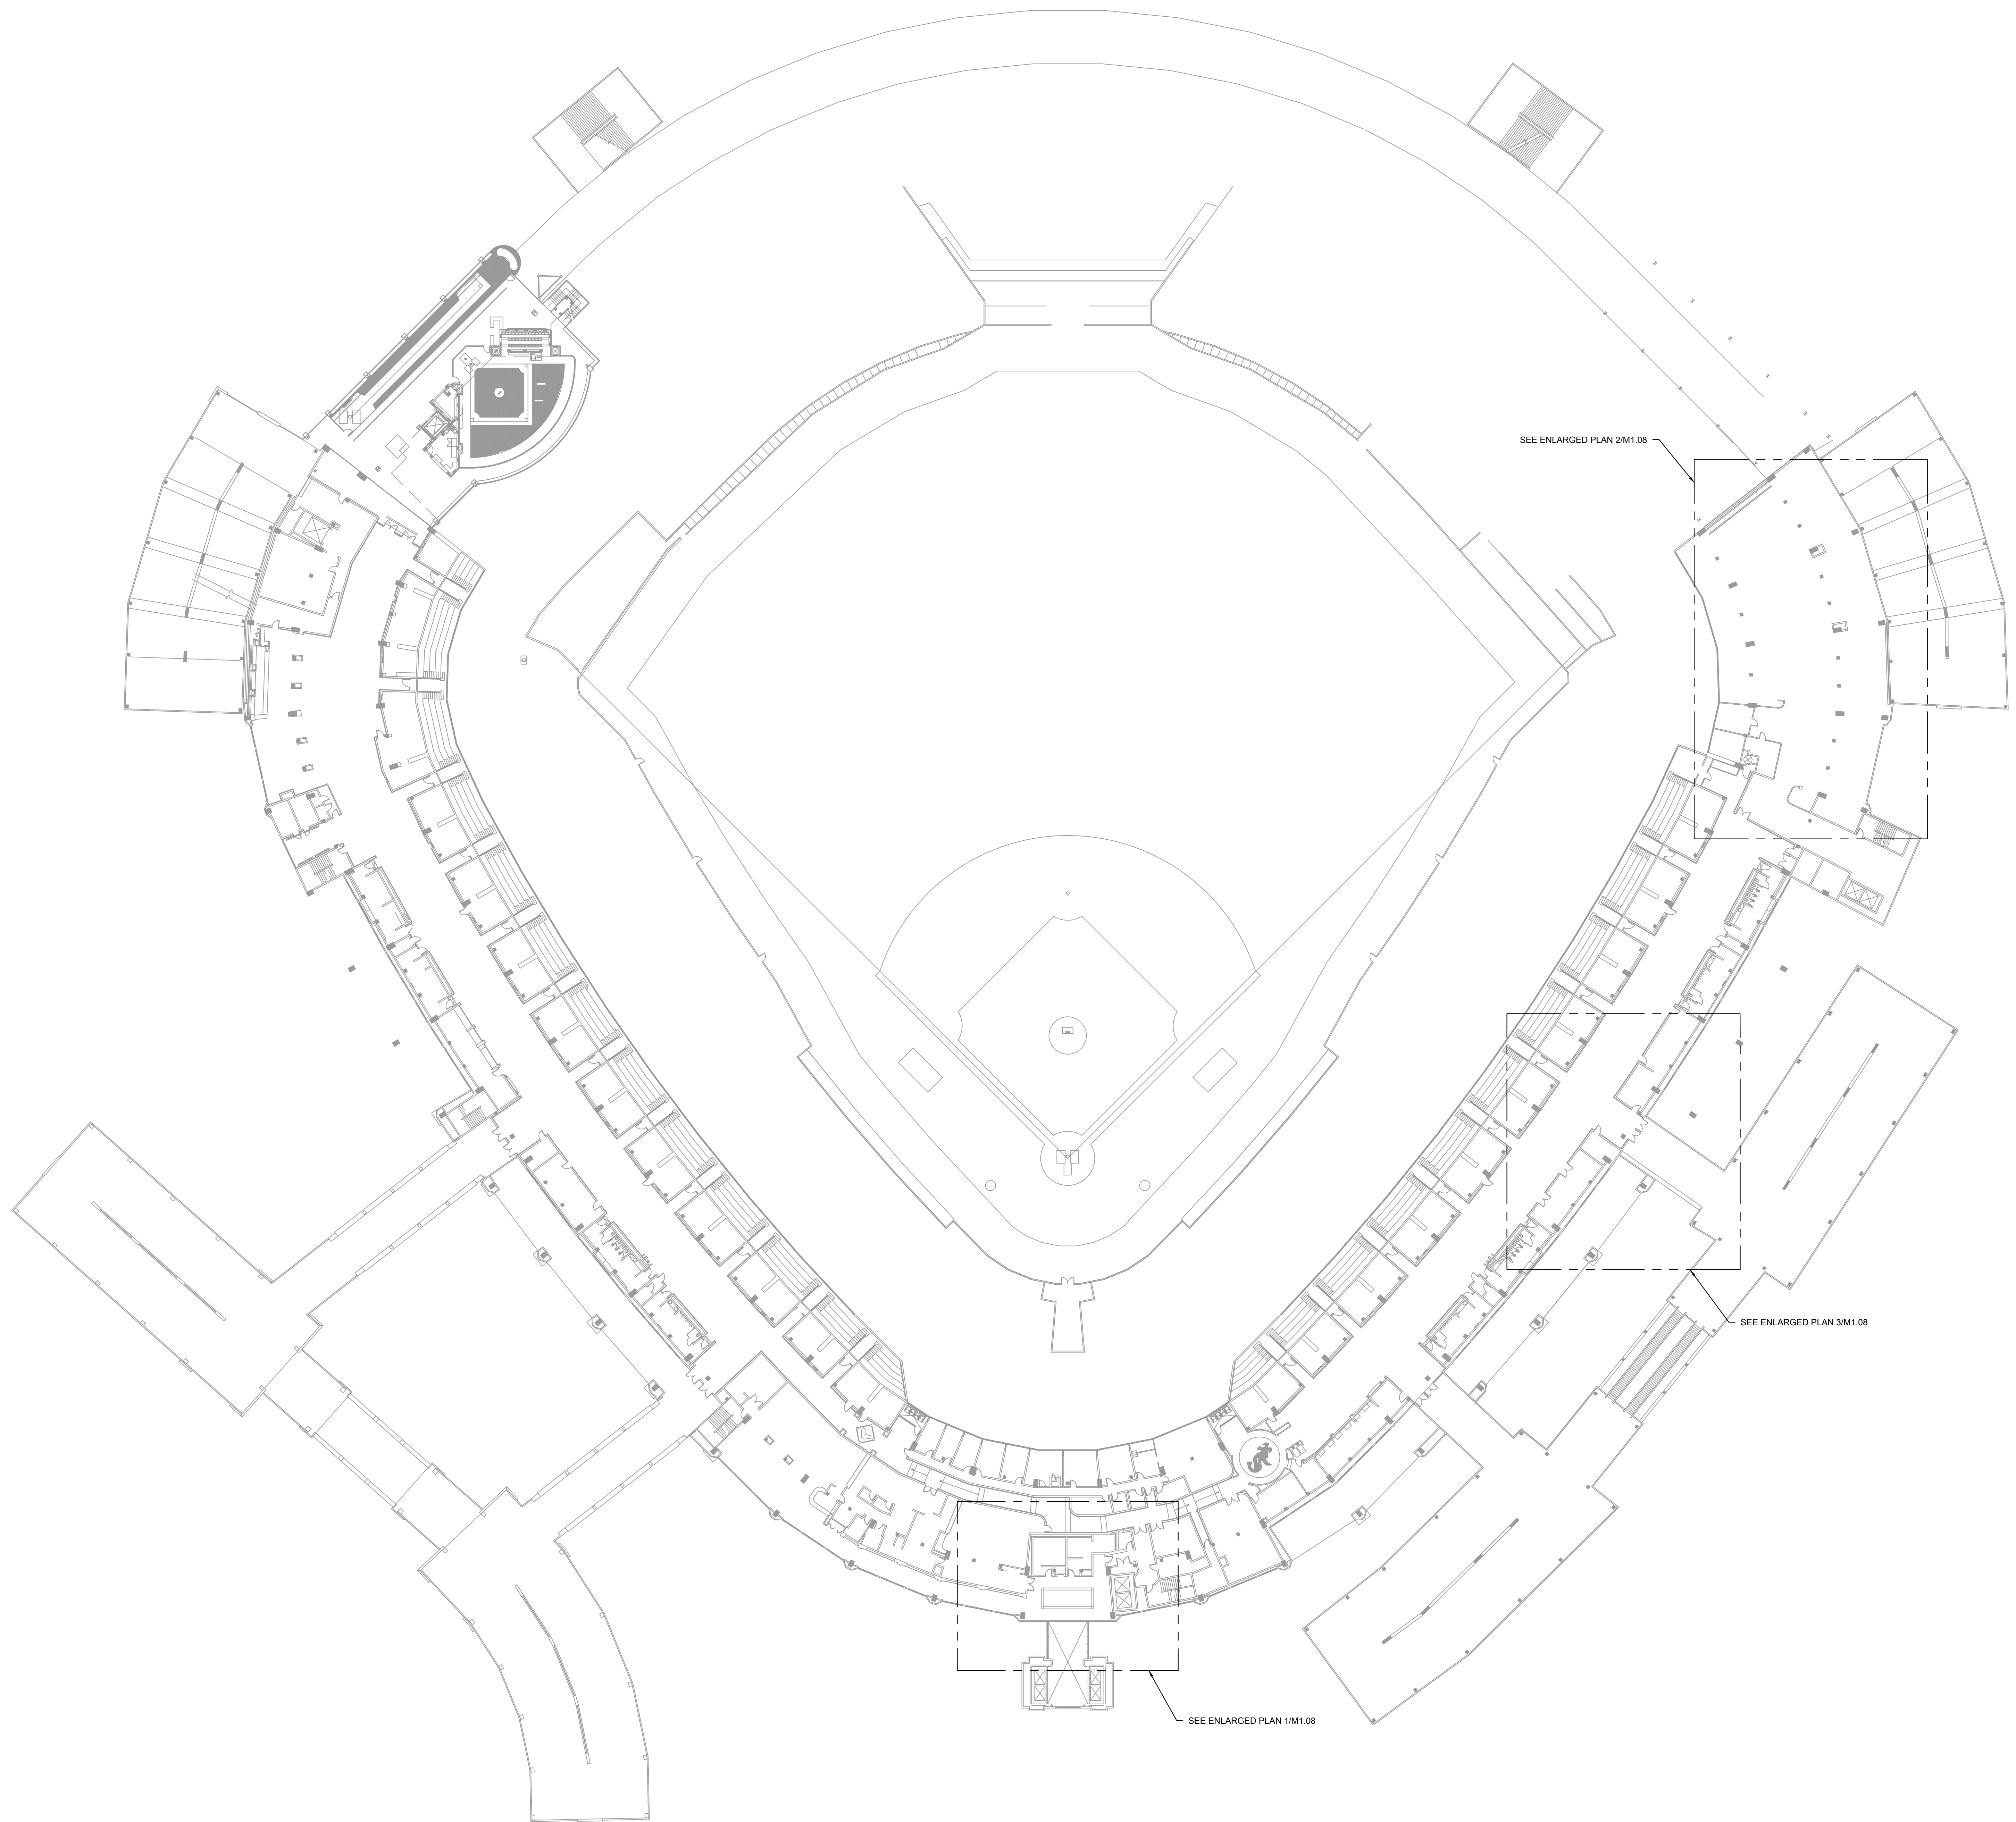 SEE ENLARGED PLAN 2/M1.08
SEE ENLARGED PLAN 3/M1.08
SEE ENLARGED PLAN 1/M1.08